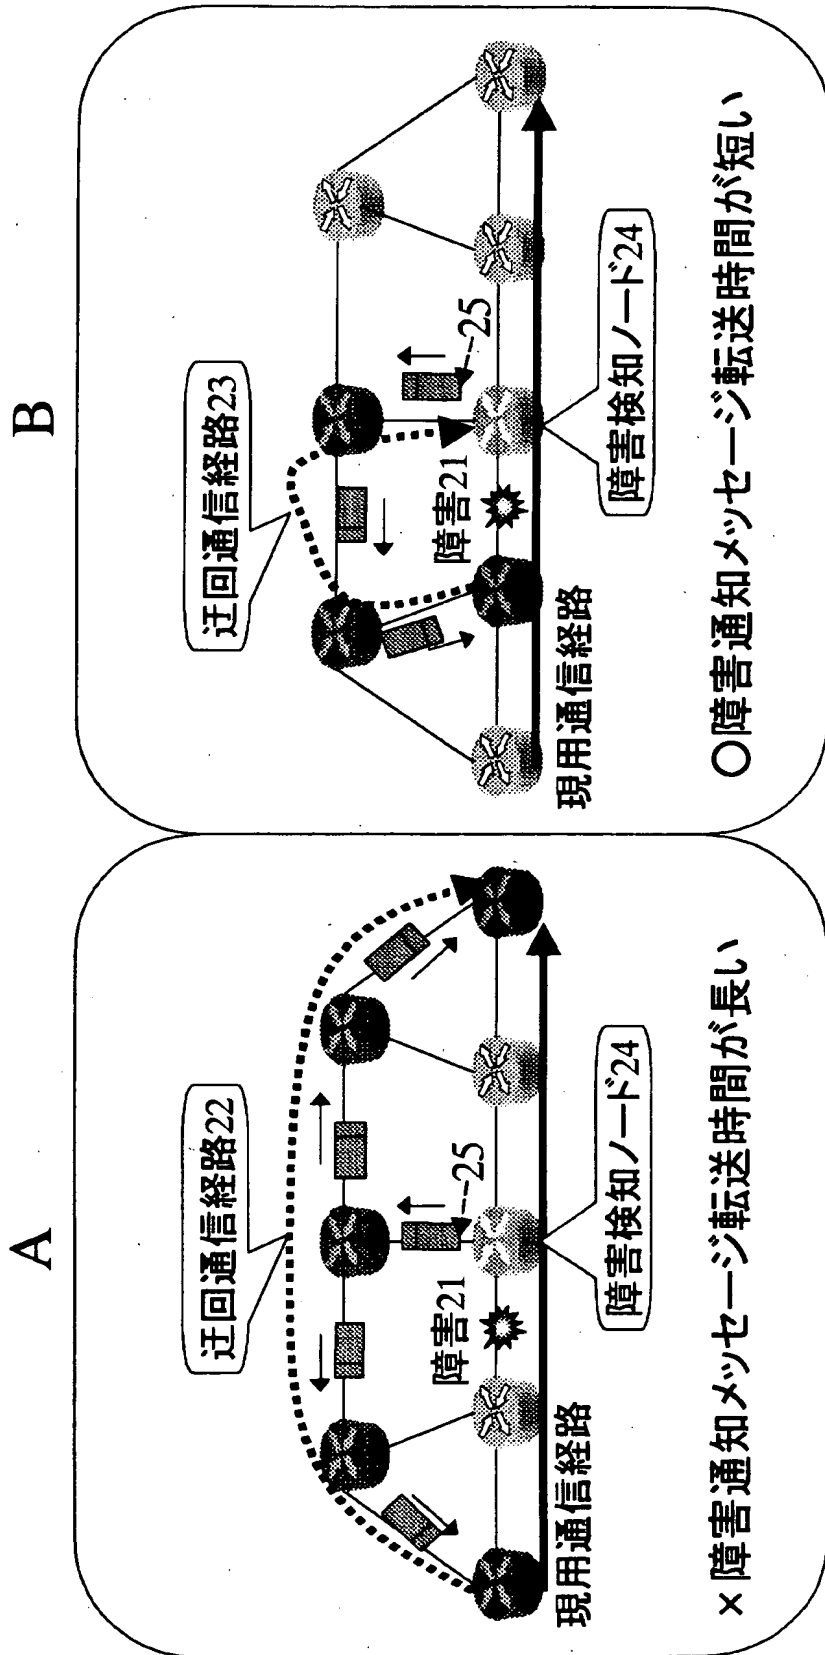 A
迂回通信経路22
障害21
25
現用通信経路
障害検知ノード24
×障害通知メッセージ転送時間が長い
B
迂回通信経路23
障害21
25
現用通信経路
障害検知ノード24
○障害通知メッセージ転送時間が短い